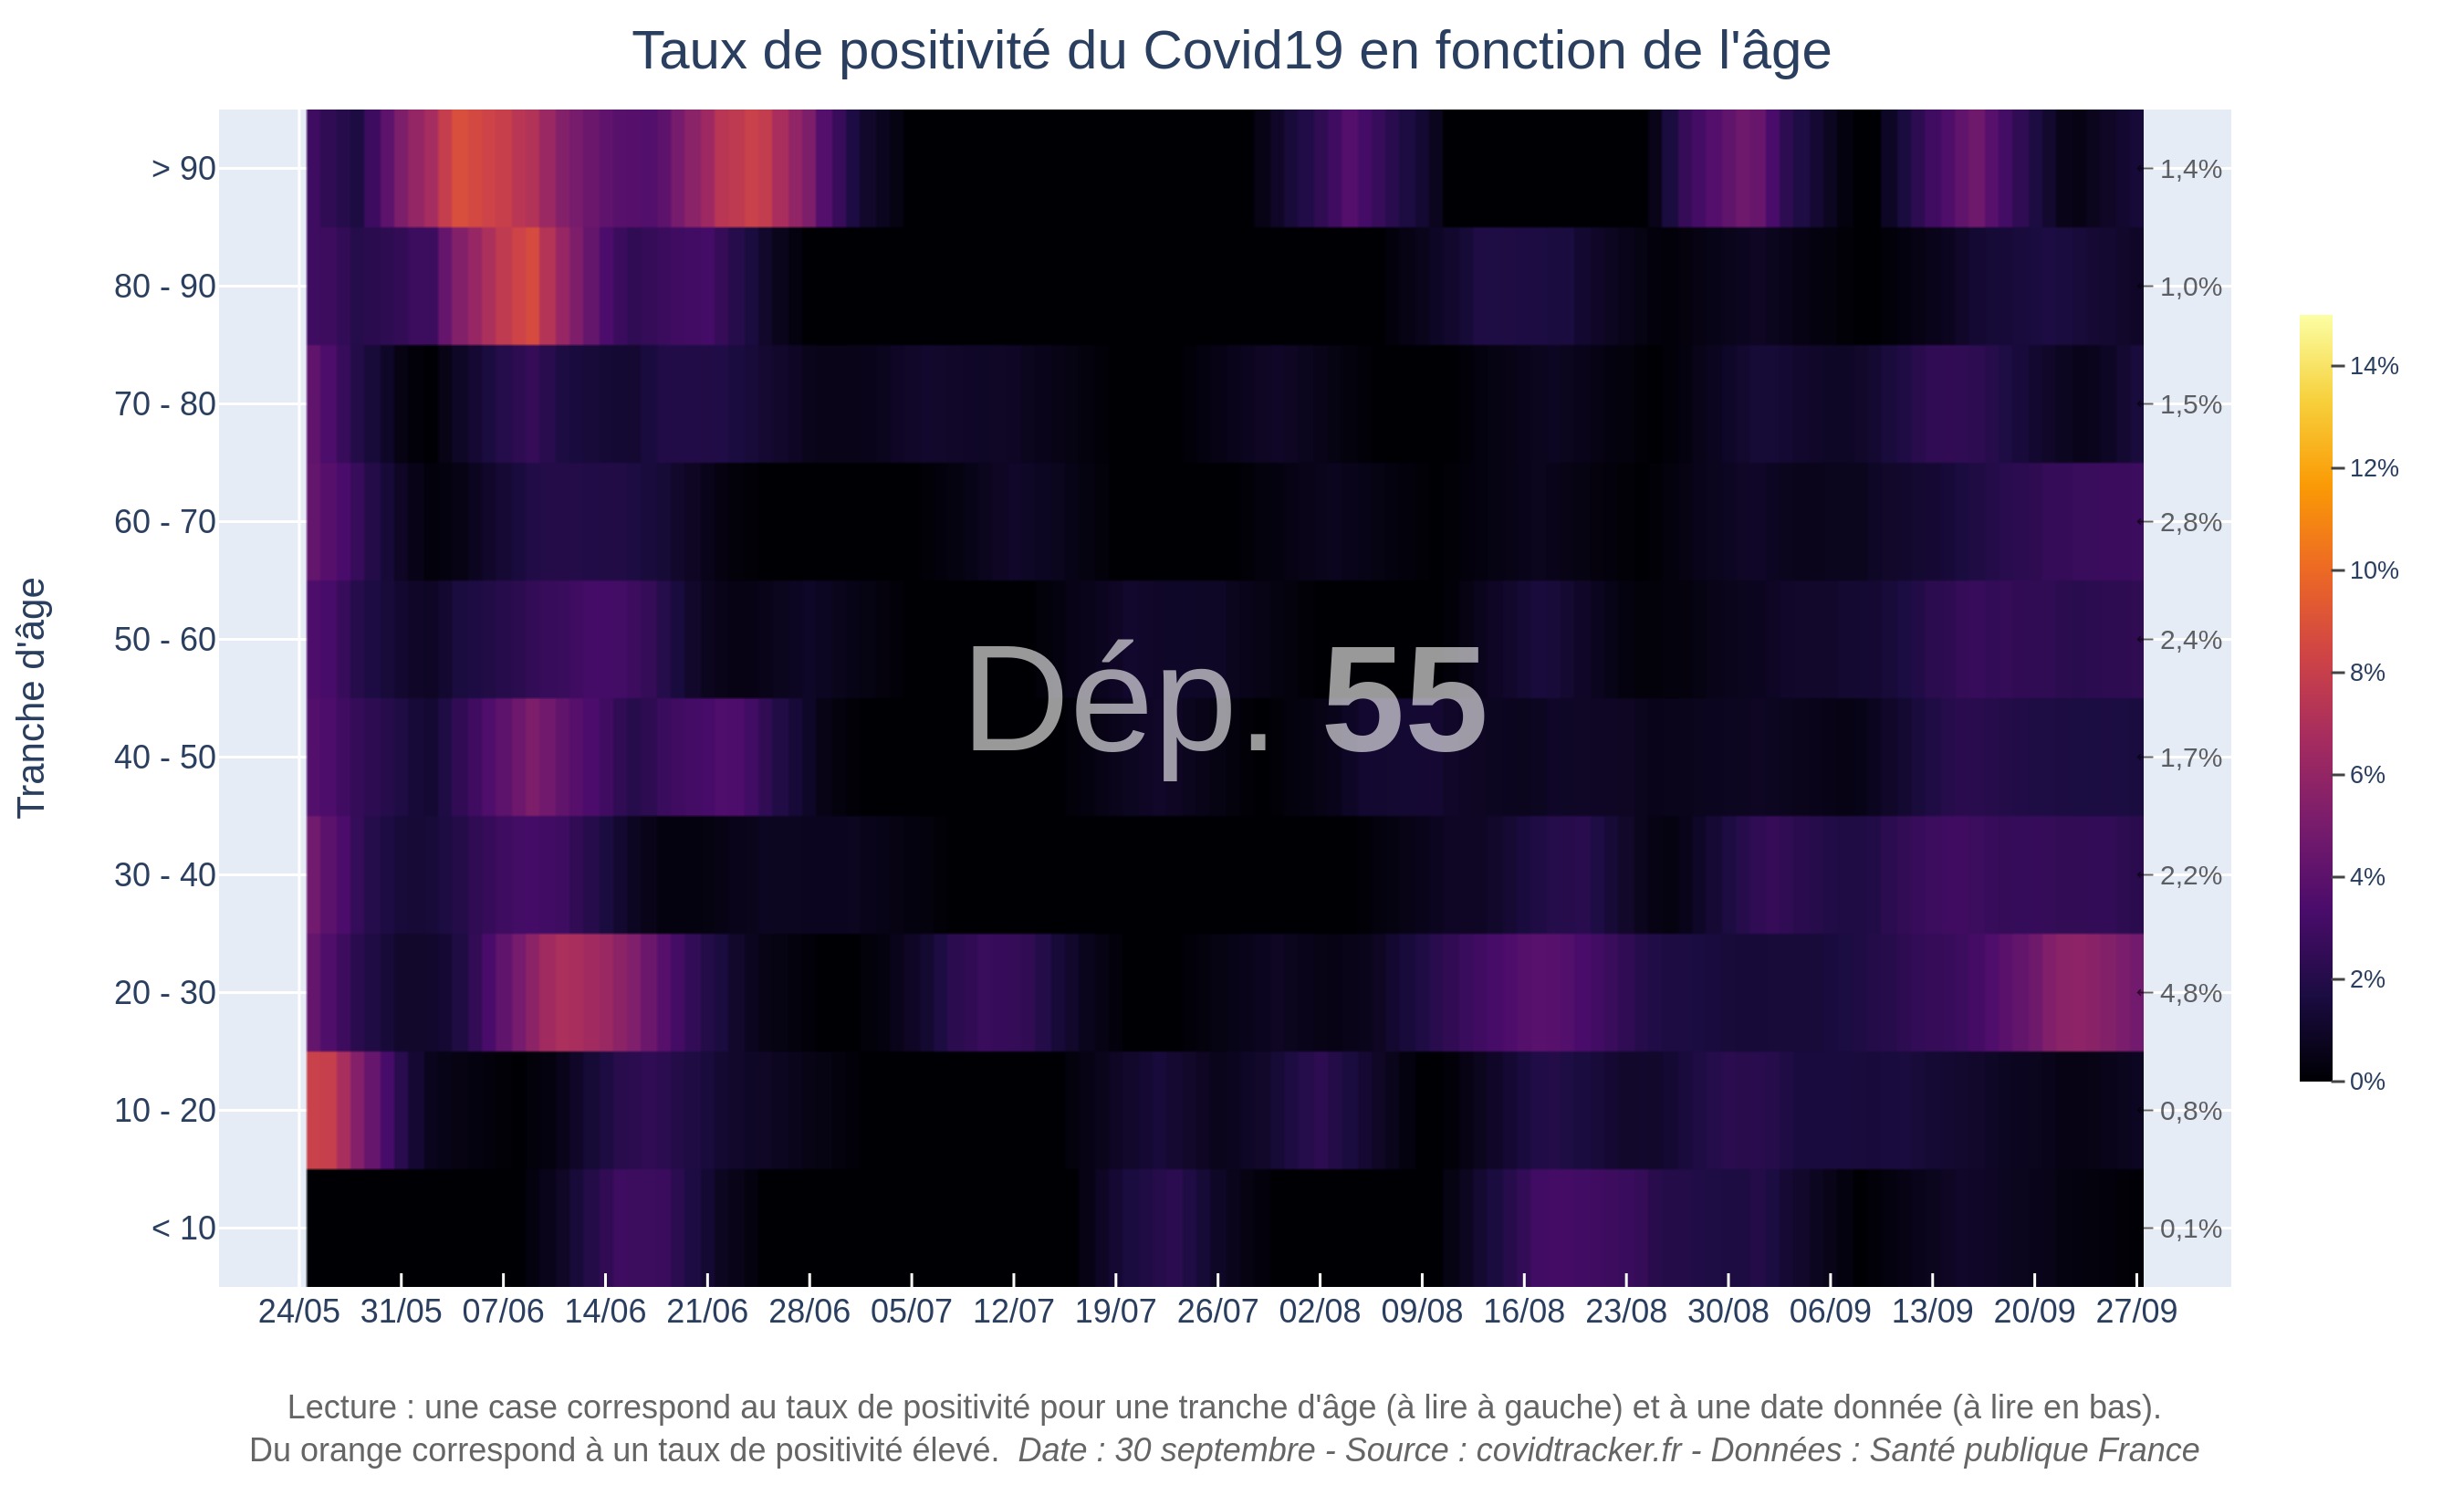 Taux de positivité du Covid19 en fonction de l'âge
Tranche d'âge
> 90
80 - 90
70 - 80
60 - 70
50 - 60
40 - 50
30 - 40
20 - 30
10 - 20
< 10
Dép. 55
1,4%
1,0%
1,5%
2,8%
2,4%
1,7%
2,2%
4,8%
0,8%
0,1%
14%
12%
10%
8%
6%
4%
2%
0%
24/05 31/05 07/06 14/06 21/06 28/06 05/07 12/07 19/07 26/07 02/08 09/08 16/08 23/08 30/08 06/09 13/09 20/09 27/09
Lecture : une case correspond au taux de positivité pour une tranche d'âge (à lire à gauche) et à une date donnée (à lire en bas).
Du orange correspond à un taux de positivité élevé. Date : 30 septembre - Source : covidtracker.fr - Données : Santé publique France